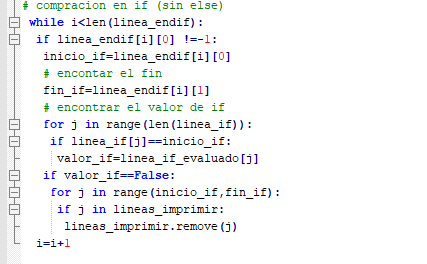 # compracion en if (sin else)
while i<len(linea_endif):
if linea_endif[i][0] !=-1:
inicio_if=linea_endif[i][0]
# encontar el fin
fin_if=linea_endif[i][1]
# encontrar el valor de if
for j in range(len(linea_if)):
if linea_if[j]==inicio_if:
valor_if=linea_if_evaluado[j]
if valor_if==False:
for j in range(inicio_if,fin_if):
if j in lineas_imprimir:
lineas_imprimir.remove(j)
i=i+1